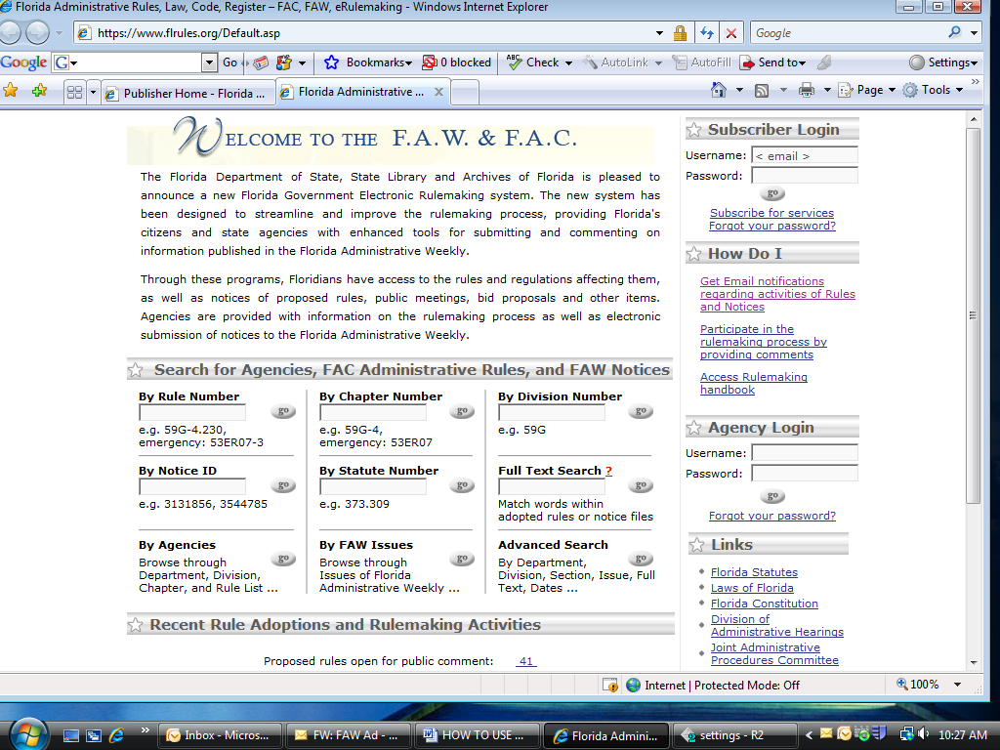 Florida Administrative Rules, Law, Code, Register – FAC, FAW, eRulemaking - Windows Internet Explorer
https://www.flrules.org/Default.asp
Google
Google G Go Bookmarks 0 blocked ABC Check AutoLink AutoFill Send to Settings
Publisher Home - Florida ... Florida Administrative ... Page Tools
WELCOME TO THE F.A.W. & F.A.C.
The Florida Department of State, State Library and Archives of Florida is pleased to
announce a new Florida Government Electronic Rulemaking system. The new system has
been designed to streamline and improve the rulemaking process, providing Florida's
citizens and state agencies with enhanced tools for submitting and commenting on
information published in the Florida Administrative Weekly.
Through these programs, Floridians have access to the rules and regulations affecting them,
as well as notices of proposed rules, public meetings, bid proposals and other items.
Agencies are provided with information on the rulemaking process as well as electronic
submission of notices to the Florida Administrative Weekly.
Search for Agencies, FAC Administrative Rules, and FAW Notices
By Rule Number
go
e.g. 59G-4.230,
emergency: 53ER07-3
By Chapter Number
go
e.g. 59G-4,
emergency: 53ER07
By Division Number
go
e.g. 59G
By Notice ID
go
e.g. 3131856, 3544785
By Statute Number
go
e.g. 373.309
Full Text Search ?
go
Match words within
adopted rules or notice files
By Agencies
go
Browse through
Department, Division,
Chapter, and Rule List ...
By FAW Issues
go
Browse through
Issues of Florida
Administrative Weekly ...
Advanced Search
go
By Department,
Division, Section, Issue, Full
Text, Dates ...
Recent Rule Adoptions and Rulemaking Activities
Proposed rules open for public comment: 41
Subscriber Login
Username: < email >
Password:
go
Subscribe for services
Forgot your password?
How Do I
Get Email notifications
regarding activities of Rules
and Notices
Participate in the
rulemaking process by
providing comments
Access Rulemaking
handbook
Agency Login
Username:
Password:
go
Forgot your password?
Links
Florida Statutes
Laws of Florida
Florida Constitution
Division of
Administrative Hearings
Joint Administrative
Procedures Committee
Internet | Protected Mode: Off 100%
Inbox - Micros... FW: FAW Ad - ... HOW TO USE ... Florida Admini... settings - R2 10:27 AM